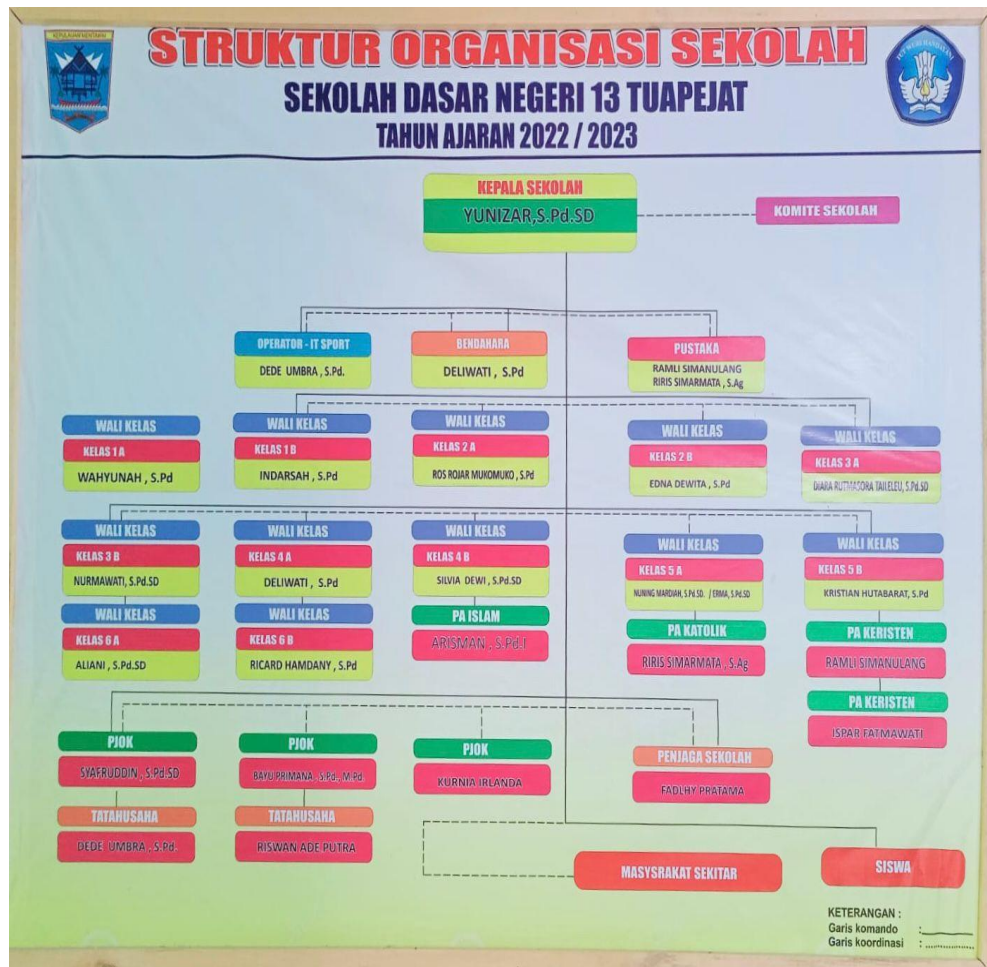 KEPULAUAN MENTAWAI
TUT WURI HANDAYANI
STRUKTUR ORGANISASI SEKOLAH
SEKOLAH DASAR NEGERI 13 TUAPEJAT
TAHUN AJARAN 2022 / 2023
KEPALA SEKOLAH
YUNIZAR,S.Pd.SD
KOMITE SEKOLAH
OPERATOR - IT SPORT
DEDE UMBRA , S.Pd.
BENDAHARA
DELIWATI , S.Pd
PUSTAKA
RAMLI SIMANULANG
RIRIS SIMARMATA , S.Ag
WALI KELAS
KELAS 1 A
WAHYUNAH , S.Pd
WALI KELAS
KELAS 1 B
INDARSAH , S.Pd
WALI KELAS
KELAS 2 A
ROS ROJAR MUKOMUKO , S.Pd
WALI KELAS
KELAS 2 B
EDNA DEWITA , S.Pd
WALI KELAS
KELAS 3 A
DIARA RUTMASORA TAILELEU, S.Pd.SD
WALI KELAS
KELAS 3 B
NURMAWATI, S.Pd.SD
WALI KELAS
KELAS 4 A
DELIWATI , S.Pd
WALI KELAS
KELAS 4 B
SILVIA DEWI , S.Pd.SD
WALI KELAS
KELAS 5 A
NUNING MARDIAH, S.Pd.SD. / ERMA, S.Pd.SD
WALI KELAS
KELAS 5 B
KRISTIAN HUTABARAT, S.Pd
WALI KELAS
KELAS 6 A
ALIANI , S.Pd.SD
WALI KELAS
KELAS 6 B
RICARD HAMDANY , S.Pd
PA ISLAM
ARISMAN , S.Pd.I
PA KATOLIK
RIRIS SIMARMATA , S.Ag
PA KERISTEN
RAMLI SIMANULANG
PA KERISTEN
ISPAR FATMAWATI
PJOK
SYAFRUDDIN , S.Pd.SD
PJOK
BAYU PRIMANA , S.Pd., M.Pd.
PJOK
KURNIA IRLANDA
PENJAGA SEKOLAH
FADLHY PRATAMA
TATAHUSAHA
DEDE UMBRA , S.Pd.
TATAHUSAHA
RISWAN ADE PUTRA
MASYSRAKAT SEKITAR
SISWA
KETERANGAN :
Garis komando :
Garis koordinasi :